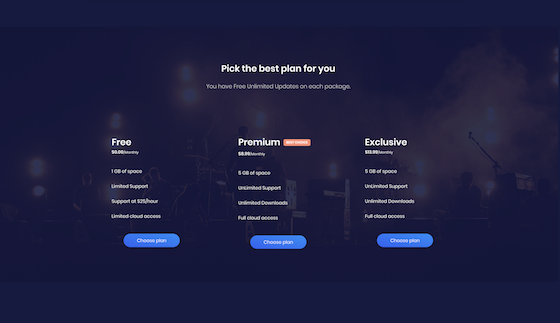 Pick the best plan for you
You have Free Unlimited Updates on each package.
Free
$0.00/Monthly
1 GB of space
Limited Support
Support at $25/hour
Limited cloud access
Choose plan
Premium BEST CHOICE
$8.99/Monthly
5 GB of space
UnLimited Support
Unlimited Downloads
Full cloud access
Choose plan
Exclusive
$13.99/Monthly
5 GB of space
UnLimited Support
Unlimited Downloads
Full cloud access
Choose plan